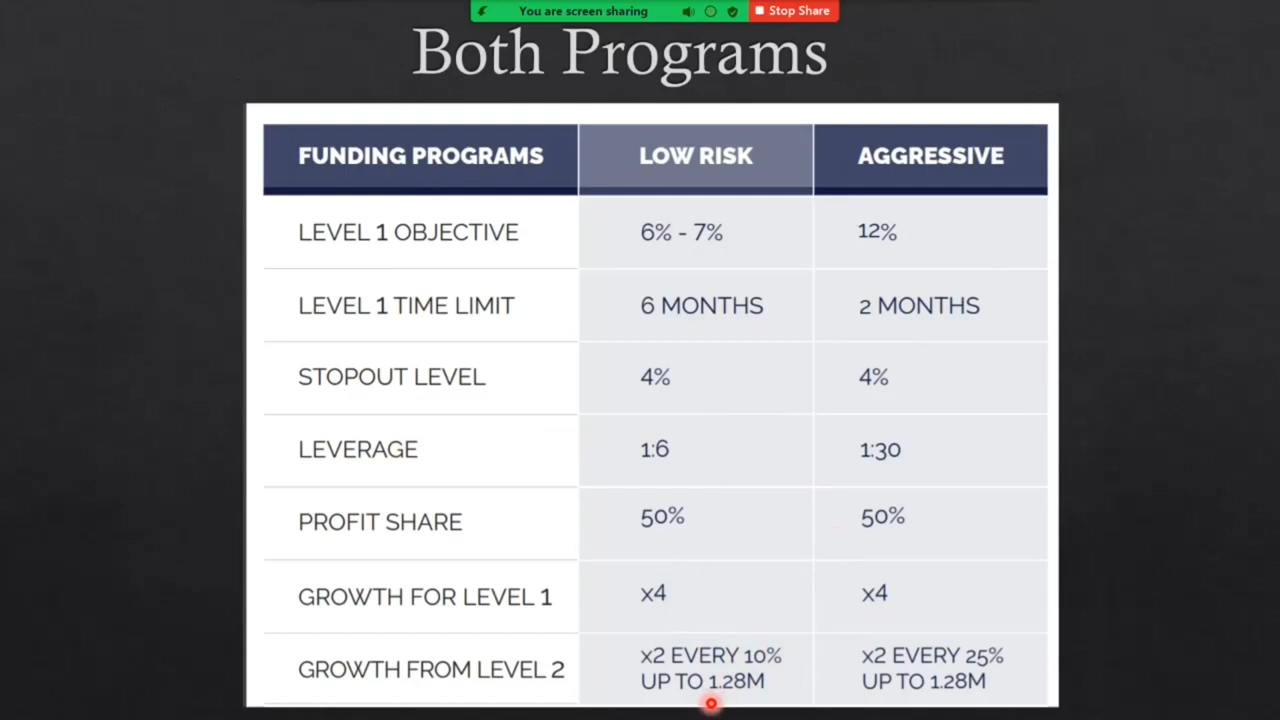 You are screen sharing
Stop Share
Both Programs
FUNDING PROGRAMS LOW RISK AGGRESSIVE
LEVEL 1 OBJECTIVE 6% - 7% 12%
LEVEL 1 TIME LIMIT 6 MONTHS 2 MONTHS
STOPOUT LEVEL 4% 4%
LEVERAGE 1:6 1:30
PROFIT SHARE 50% 50%
GROWTH FOR LEVEL 1 x4 x4
GROWTH FROM LEVEL 2
x2 EVERY 10%
UP TO 1.28M
x2 EVERY 25%
UP TO 1.28M